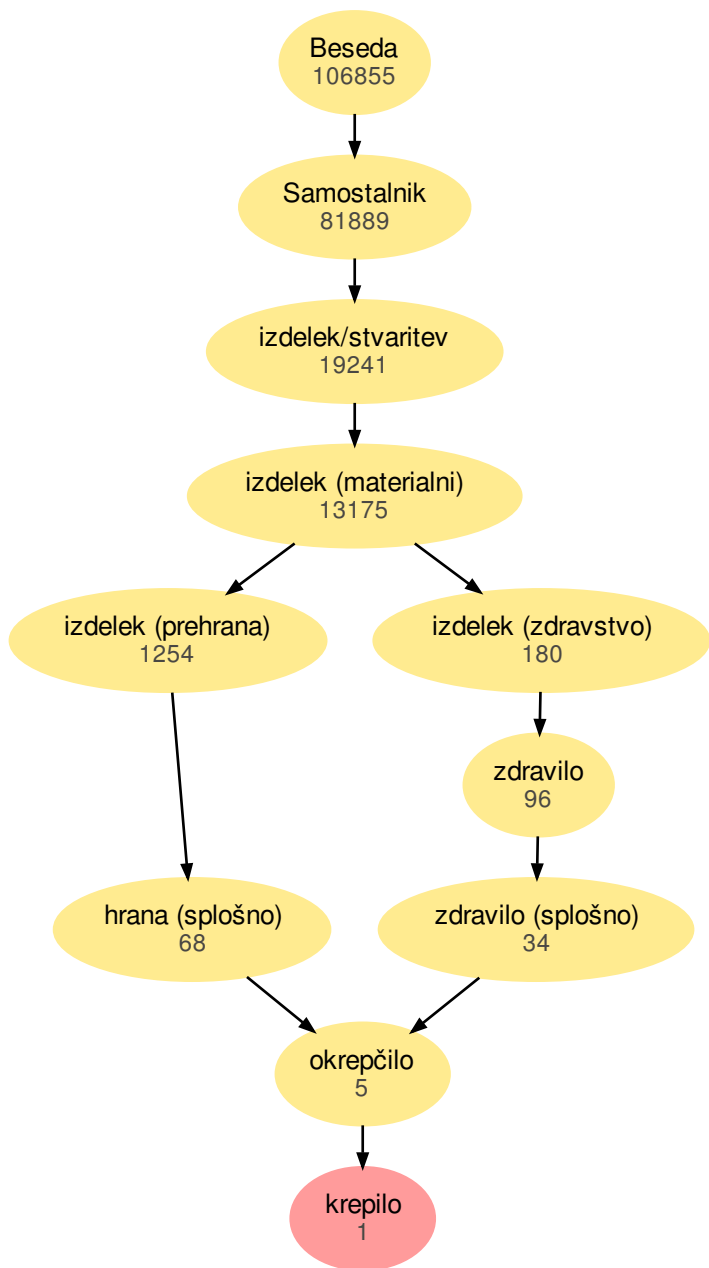 Beseda
106855
Samostalnik
81889
izdelek/stvaritev
19241
izdelek (materialni)
13175
izdelek (prehrana)
1254
izdelek (zdravstvo)
180
zdravilo
96
hrana (splošno)
68
zdravilo (splošno)
34
okrepčilo
5
krepilo
1